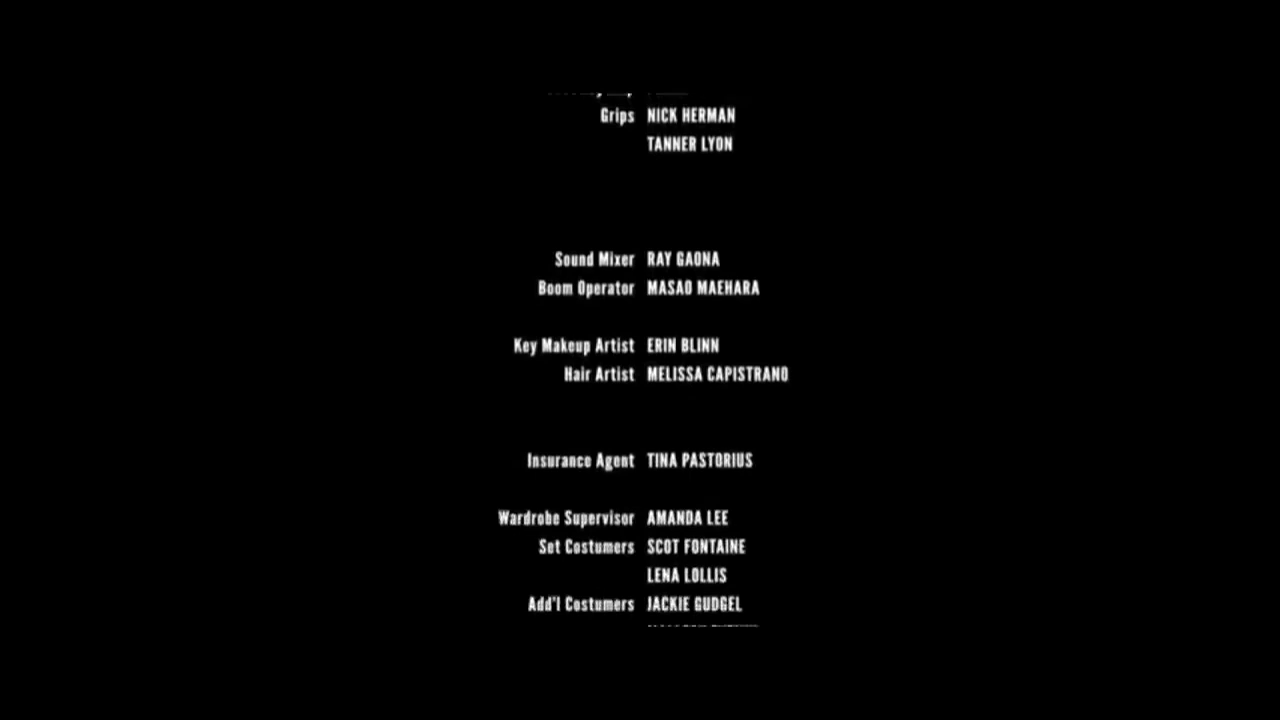 Grips NICK HERMAN
TANNER LYON
Sound Mixer RAY GAONA
Boom Operator MASAO MAEHARA
Key Makeup Artist ERIN BLINN
Hair Artist MELISSA CAPISTRANO
Insurance Agent TINA PASTORIUS
Wardrobe Supervisor AMANDA LEE
Set Costumers SCOT FONTAINE
LENA LOLLIS
Add'l Costumers JACKIE GUDGEL